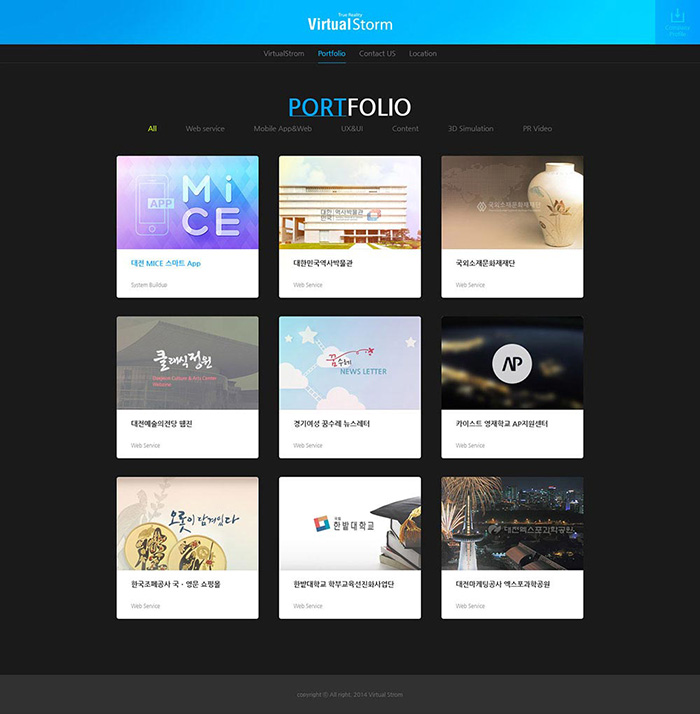 True Reality
VirtualStorm
Company
Profile
VirtualStrom
Portfolio
Contact US
Location
PORTFOLIO
All
Web service
Mobile App&Web
UX&UI
Content
3D Simulation
PR Video
APP
MiCE
대전 MICE 스마트 App
System Buildup
대한민국 역사박물관
대한민국역사박물관
Web Service
국외소재문화재재단
국외소재문화재재단
Web Service
클래식정원
Daejeon Culture & Arts Center
Webzine
대전예술의전당 웹진
Web Service
꿈수레
NEWS LETTER
경기여성 꿈수레 뉴스레터
Web Service
AP
카이스트 영재학교 AP지원센터
Web Service
오롯이 담겨있다
한국조폐공사 국·영문 쇼핑몰
Web Service
한밭대학교
한밭대학교 학부교육선진화사업단
Web Service
대전엑스포과학공원
대전마케팅공사 엑스포과학공원
Web Service
copyright ⓒ All right. 2014 Virtual Strom